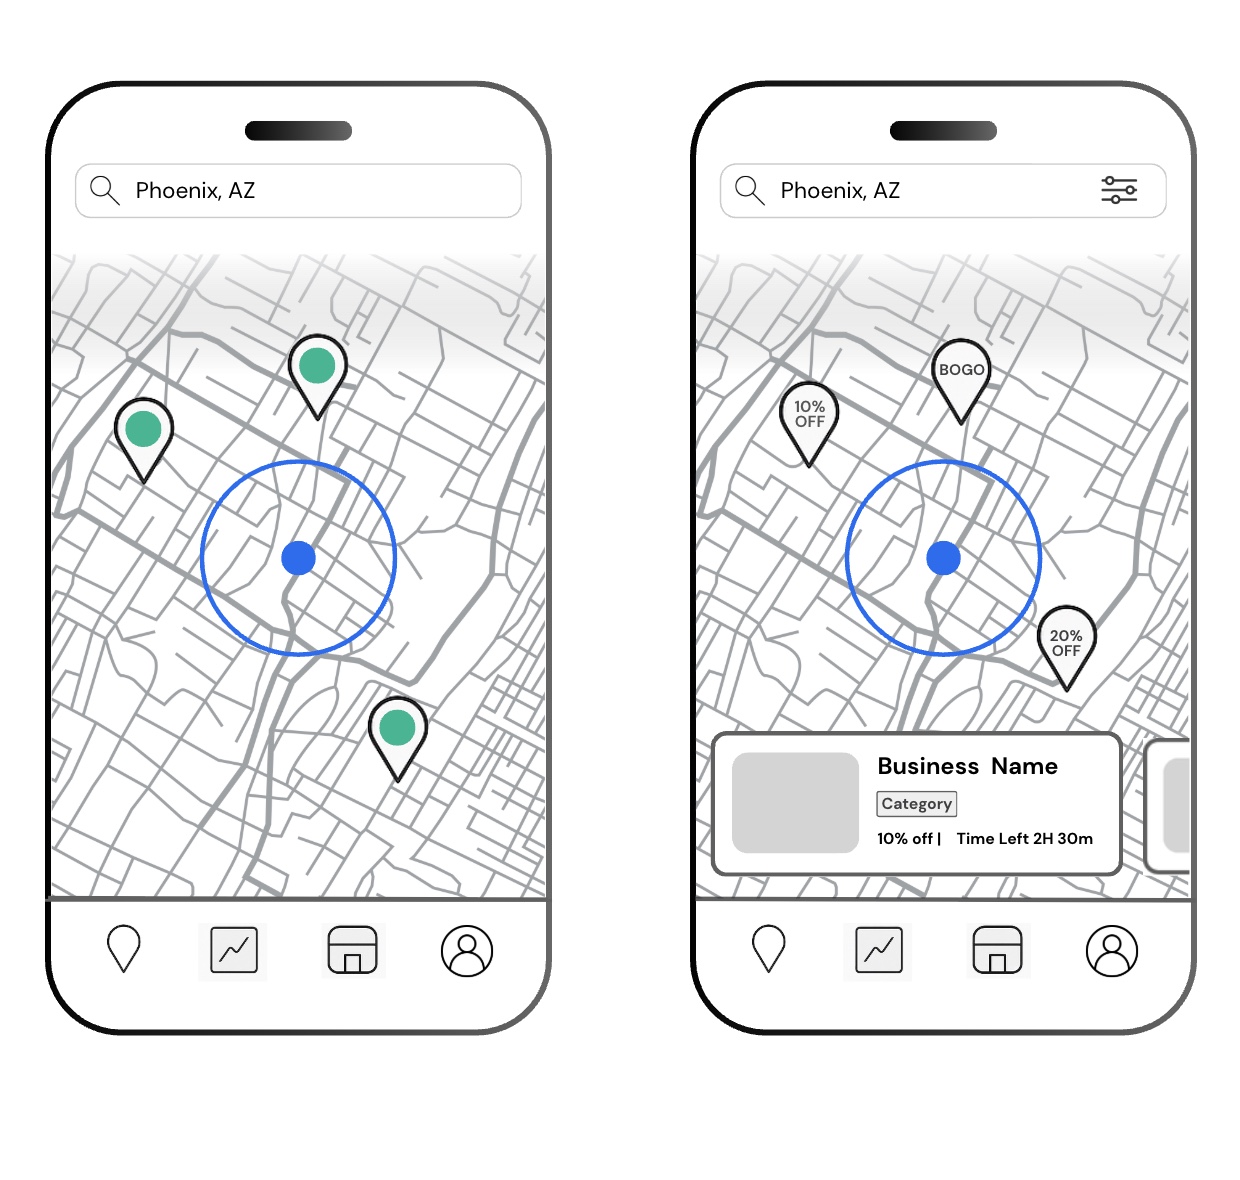 Phoenix, AZ
Phoenix, AZ
BOGO
10%
OFF
20%
OFF
Business Name
Category
10% off | Time Left 2H 30m